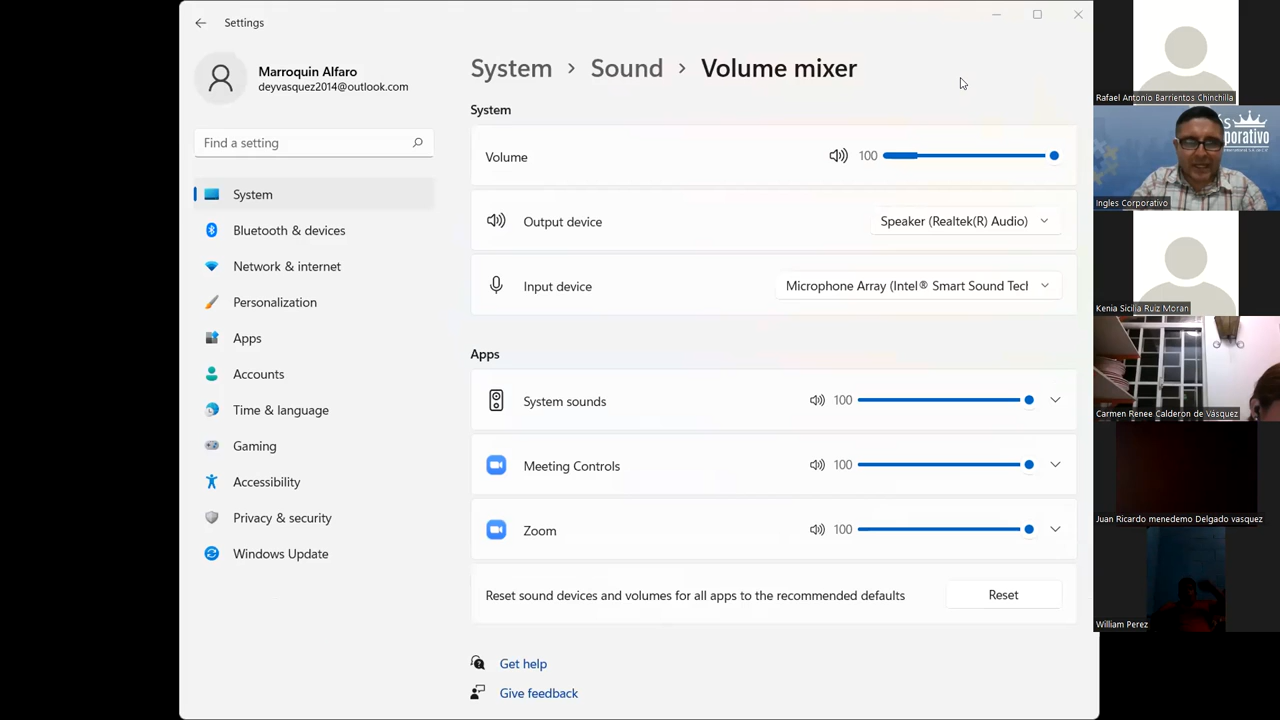 Settings
Marroquin Alfaro
deyvasquez2014@outlook.com
Find a setting
System
Bluetooth & devices
Network & internet
Personalization
Apps
Accounts
Time & language
Gaming
Accessibility
Privacy & security
Windows Update
System > Sound > Volume mixer
System
Volume 100
Output device Speaker (Realtek(R) Audio)
Input device Microphone Array (Intel® Smart Sound Tech
Apps
System sounds 100
Meeting Controls 100
Zoom 100
Reset sound devices and volumes for all apps to the recommended defaults Reset
Get help
Give feedback
Rafael Antonio Barrientos Chinchilla
Ingles Corporativo
Kenia Sicilia Ruiz Moran
Carmen Renee Calderon de Vásquez
Juan Ricardo menedemo Delgado vasquez
William Perez